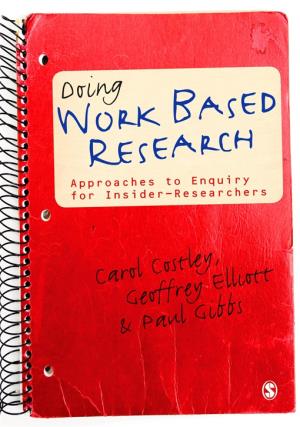 Doing
WORK BASED
RESEARCH
Approaches to Enquiry
for Insider-Researchers
Carol Costley,
Geoffrey Elliott
& Paul Gibbs
S